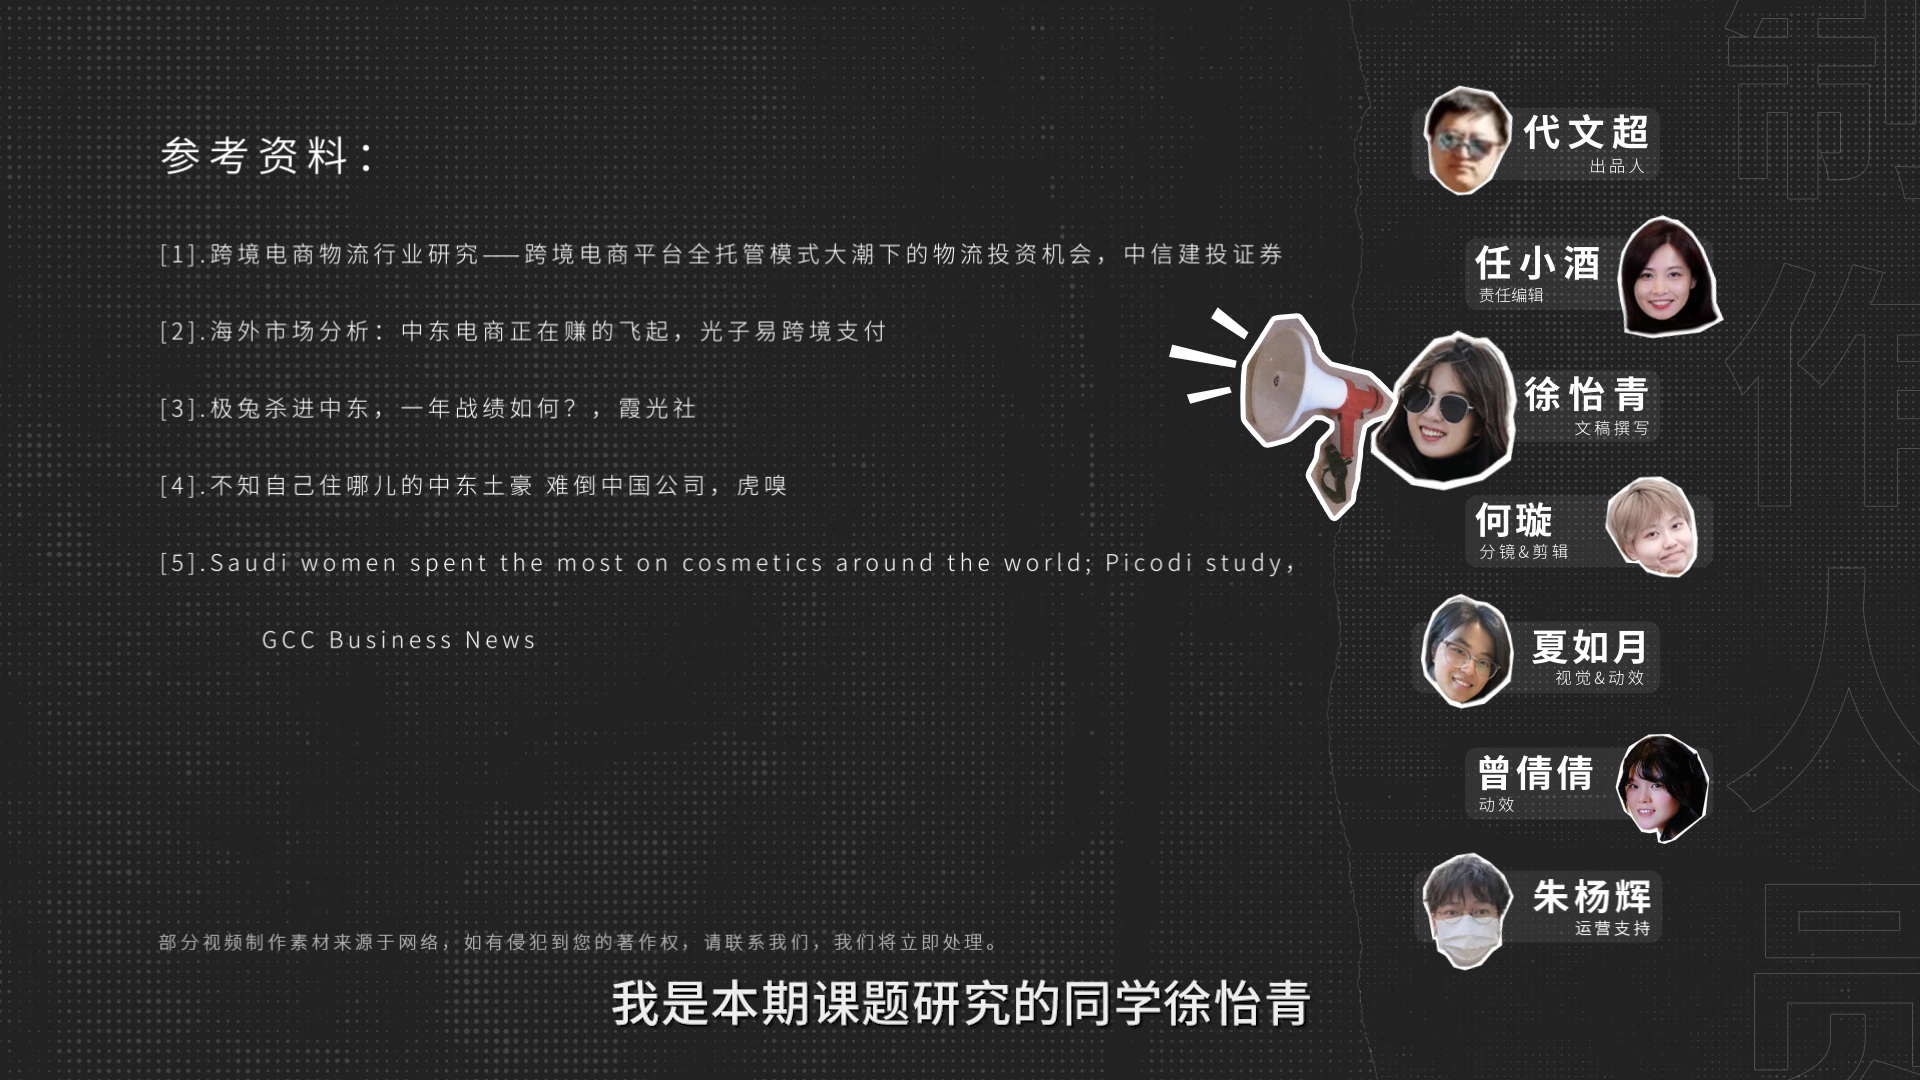 参考资料：
[1].跨境电商物流行业研究——跨境电商平台全托管模式大潮下的物流投资机会，中信建投证券
[2].海外市场分析：中东电商正在赚的飞起，光子易跨境支付
[3].极兔杀进中东，一年战绩如何？，霞光社
[4].不知自己住哪儿的中东土豪 难倒中国公司，虎嗅
[5].Saudi women spent the most on cosmetics around the world; Picodi study，
GCC Business News
部分视频制作素材来源于网络，如有侵犯到您的著作权，请联系我们，我们将立即处理。
我是本期课题研究的同学徐怡青
代文超
出品人
任小酒
责任编辑
徐怡青
文稿撰写
何璇
分镜&剪辑
夏如月
视觉&动效
曾倩倩
动效
朱杨辉
运营支持
制作人员